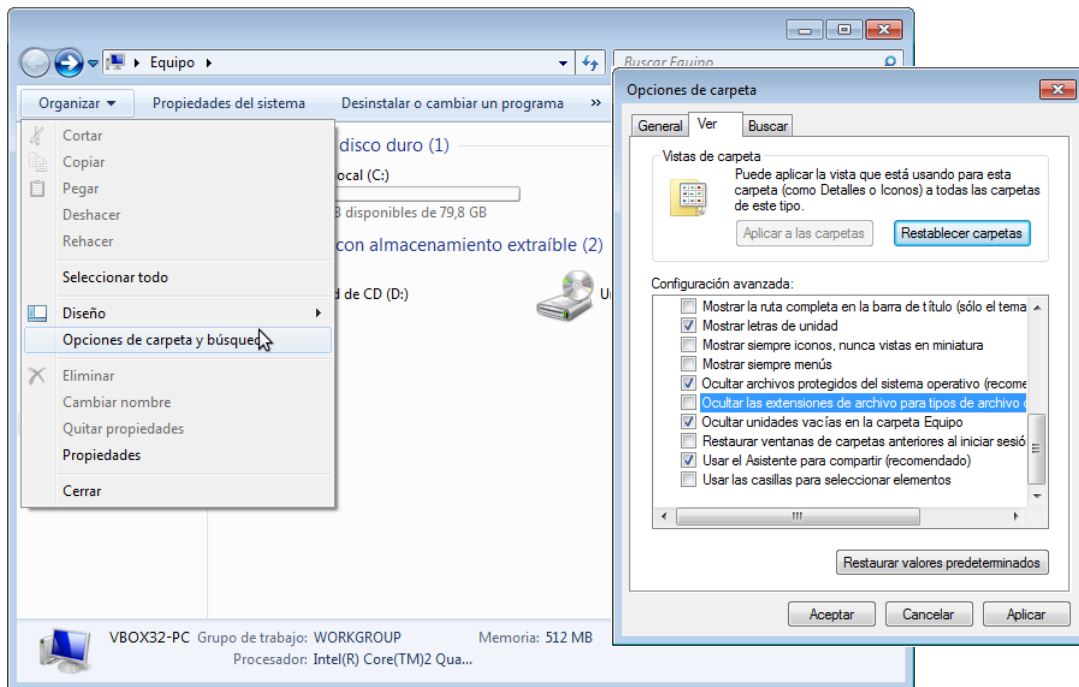 Equipo
Buscar Equipo
Organizar
Propiedades del sistema
Desinstalar o cambiar un programa
»
Cortar
Copiar
Pegar
Deshacer
Rehacer
Seleccionar todo
Diseño
Opciones de carpeta y búsqued
Eliminar
Cambiar nombre
Quitar propiedades
Propiedades
Cerrar
disco duro (1)
ocal (C:)
disponibles de 79,8 GB
con almacenamiento extraíble (2)
d de CD (D:)
VBOX32-PC Grupo de trabajo: WORKGROUP Memoria: 512 MB
Procesador: Intel(R) Core(TM)2 Qua...
Opciones de carpeta
General
Ver
Buscar
Vistas de carpeta
Puede aplicar la vista que está usando para esta
carpeta (como Detalles o Iconos) a todas las carpetas
de este tipo.
Aplicar a las carpetas
Restablecer carpetas
Configuración avanzada:
Mostrar la ruta completa en la barra de título (sólo el tema
Mostrar letras de unidad
Mostrar siempre iconos, nunca vistas en miniatura
Mostrar siempre menús
Ocultar archivos protegidos del sistema operativo (recome
Ocultar las extensiones de archivo para tipos de archivo
Ocultar unidades vacías en la carpeta Equipo
Restaurar ventanas de carpetas anteriores al iniciar sesió
Usar el Asistente para compartir (recomendado)
Usar las casillas para seleccionar elementos
Restaurar valores predeterminados
Aceptar
Cancelar
Aplicar